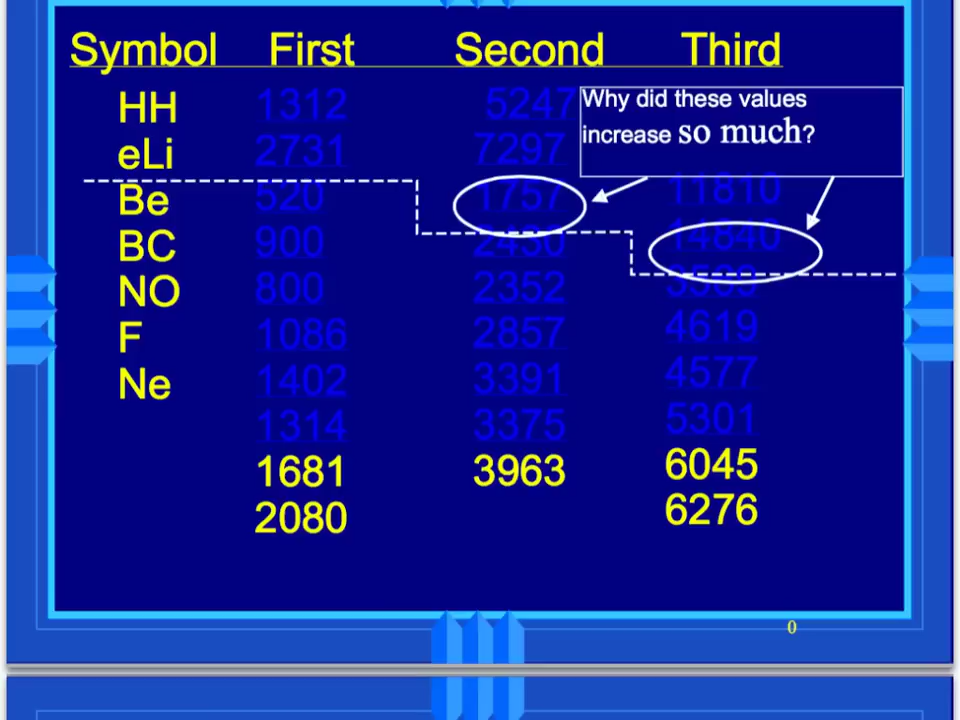 Symbol First Second Third
HH 1312 5247 Why did these values
eLi 2731 7297 increase so much?
Be 520 1757 11810
BC 900 2430 14840
NO 800 2352 3569
F 1086 2857 4619
Ne 1402 3391 4577
1314 3375 5301
1681 3963 6045
2080 6276
0